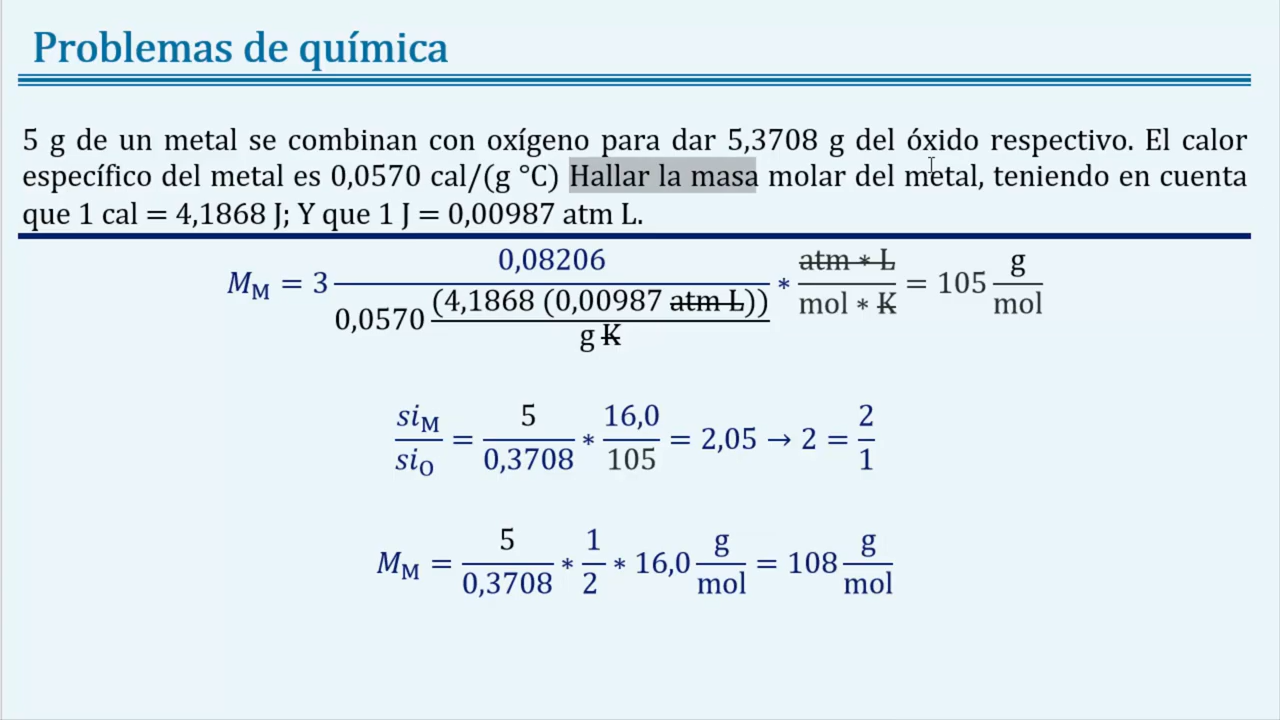 Problemas de química
5 g de un metal se combinan con oxígeno para dar 5,3708 g del óxido respectivo. El calor
específico del metal es 0,0570 cal/(g °C) Hallar la masa molar del metal, teniendo en cuenta
que 1 cal = 4,1868 J; Y que 1 J = 0,00987 atm L.
M_M = 3 0,08206 / (0,0570 (4,1868 (0,00987 atm L)) / (g K)) * (atm * L) / (mol * K) = 105 g/mol
si_M / si_O = 5 / 0,3708 * 16,0 / 105 = 2,05 → 2 = 2/1
M_M = 5 / 0,3708 * 1/2 * 16,0 g/mol = 108 g/mol